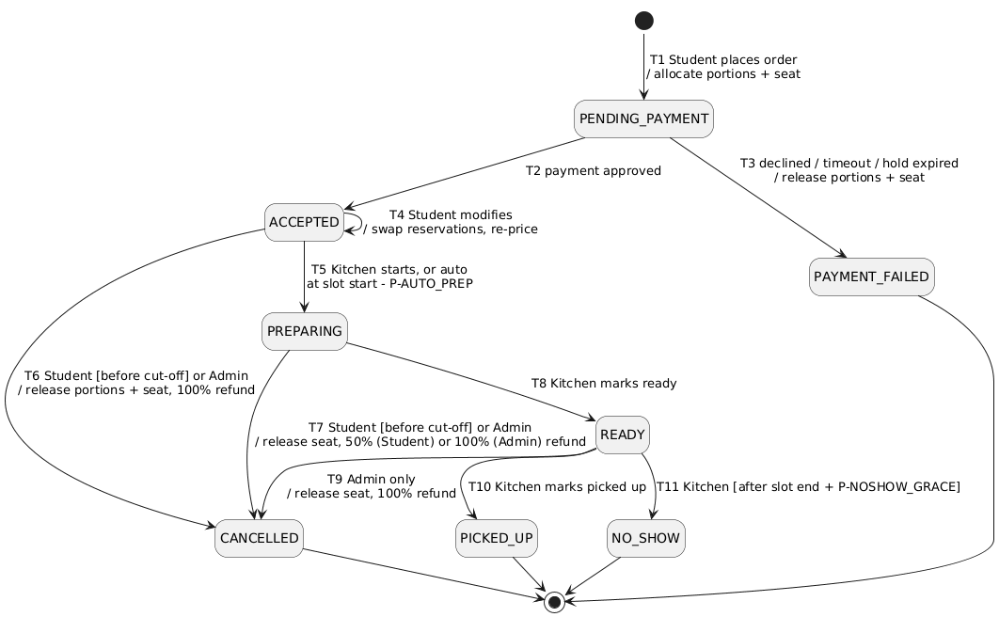 T1 Student places order
/ allocate portions + seat
PENDING_PAYMENT
T2 payment approved
T3 declined / timeout / hold expired
/ release portions + seat
ACCEPTED
T4 Student modifies
/ swap reservations, re-price
T5 Kitchen starts, or auto
at slot start - P-AUTO_PREP
PAYMENT_FAILED
PREPARING
T6 Student [before cut-off] or Admin
/ release portions + seat, 100% refund
T8 Kitchen marks ready
T7 Student [before cut-off] or Admin
/ release seat, 50% (Student) or 100% (Admin) refund
READY
T9 Admin only
/ release seat, 100% refund
T10 Kitchen marks picked up
T11 Kitchen [after slot end + P-NOSHOW_GRACE]
CANCELLED
PICKED_UP
NO_SHOW